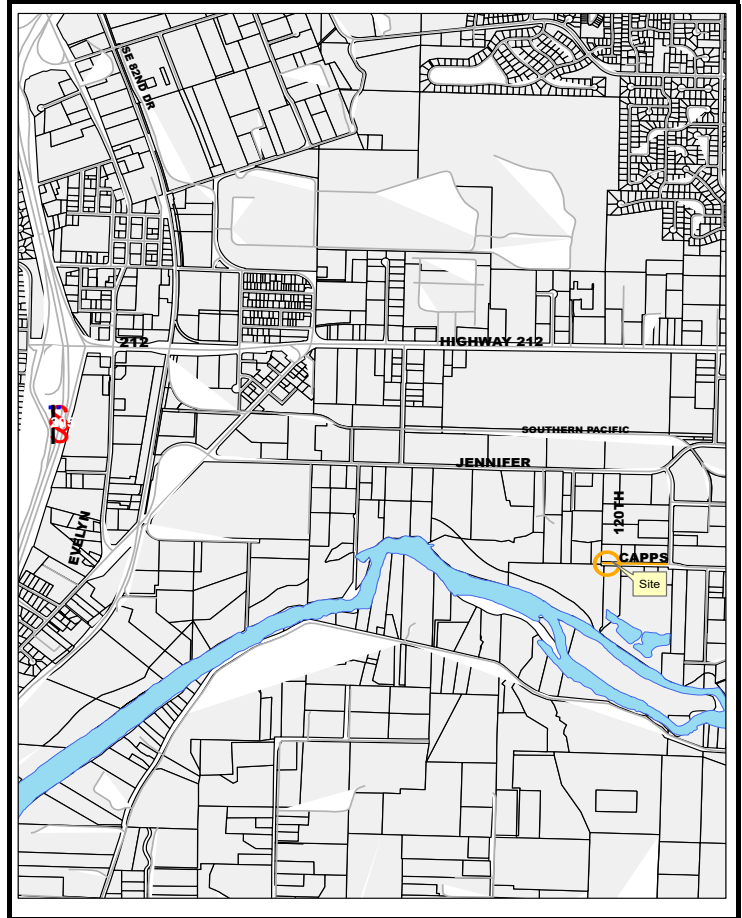 SE 82ND DR
212
HIGHWAY 212
SOUTHERN PACIFIC
JENNIFER
EVELYN
120TH
CAPPS
Site